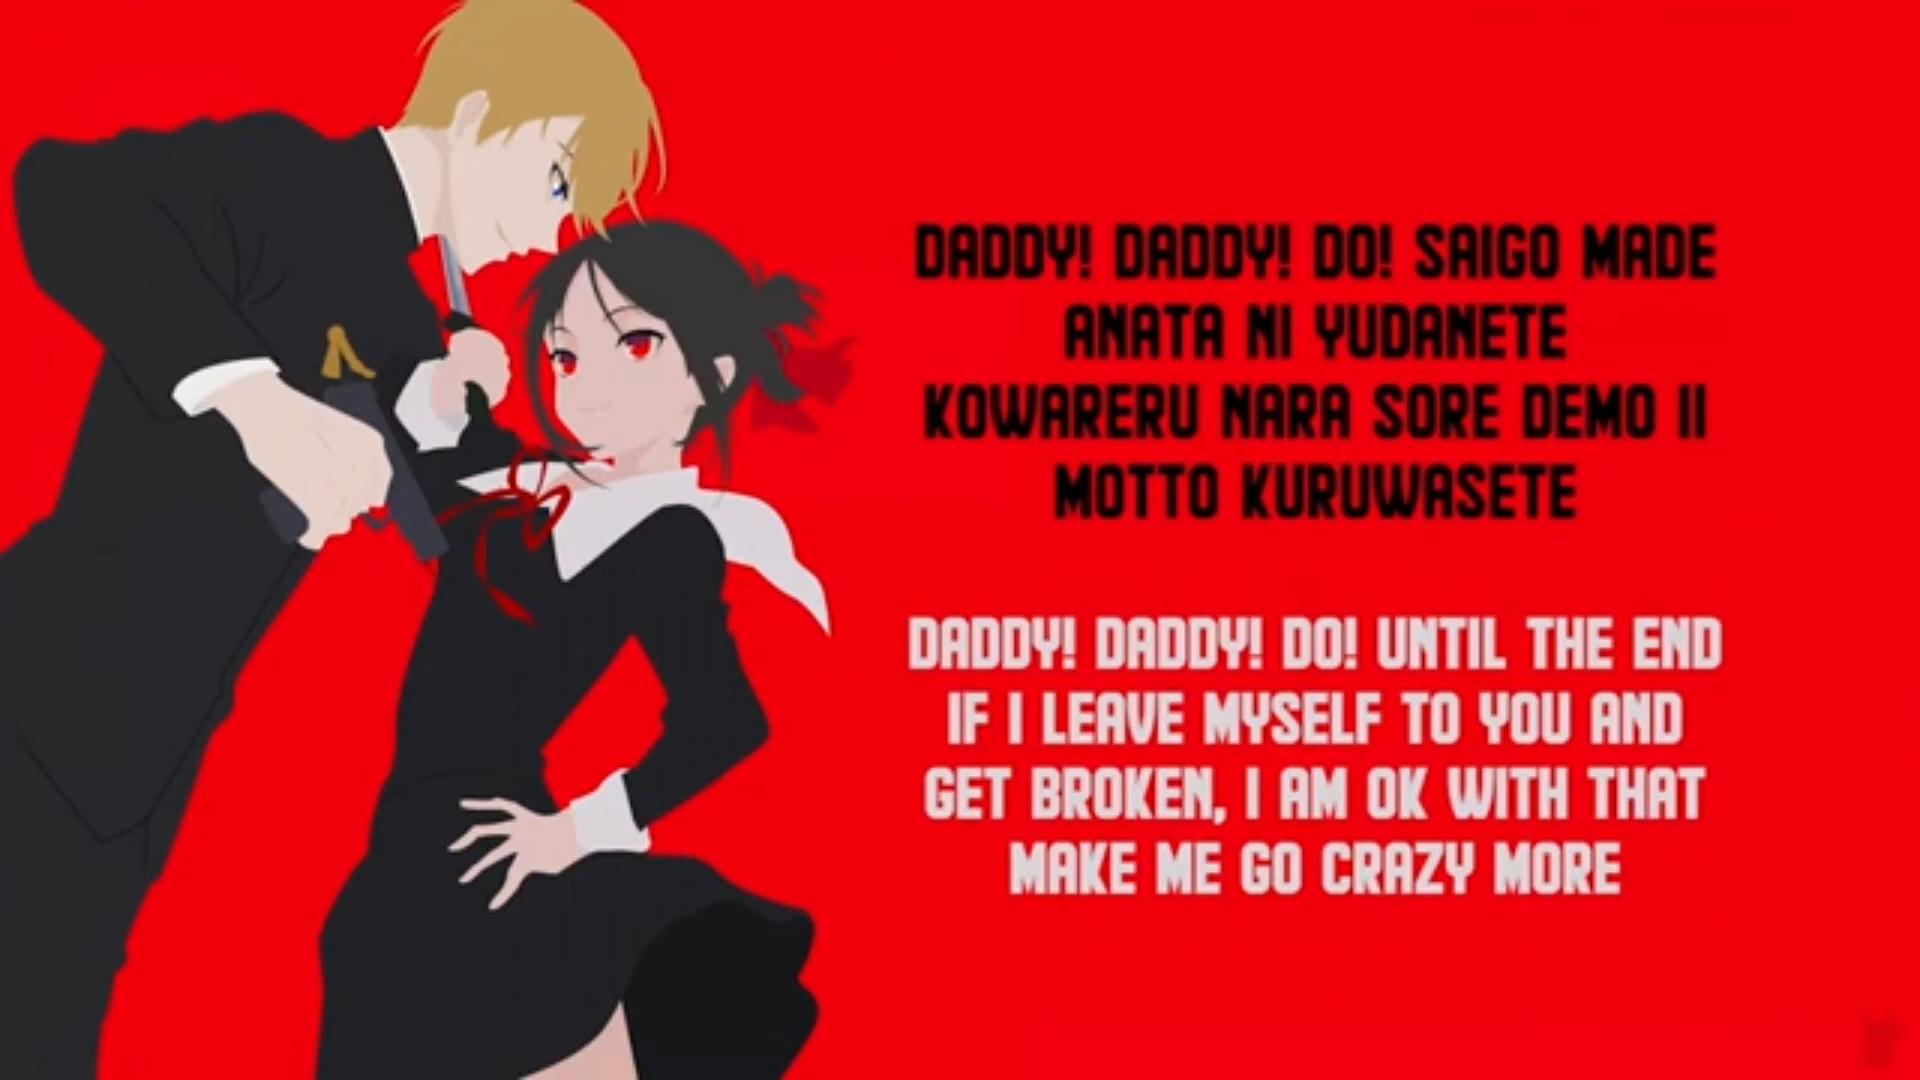 DADDY! DADDY! DO! SAIGO MADE
ANATA NI YUDANETE
KOWARERU NARA SORE DEMO II
MOTTO KURUWASETE
DADDY! DADDY! DO! UNTIL THE END
IF I LEAVE MYSELF TO YOU AND
GET BROKEN, I AM OK WITH THAT
MAKE ME GO CRAZY MORE